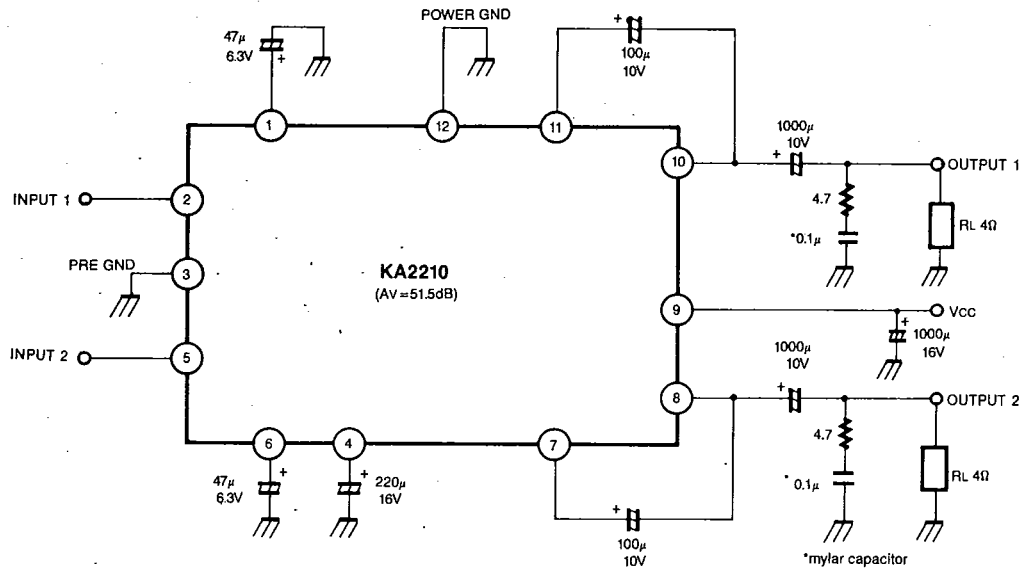 POWER GND
47μ
6.3V
+
+
100μ
10V
1
12
11
1000μ
10V
+
10
OUTPUT 1
INPUT 1
2
4.7
*0.1μ
RL 4Ω
PRE GND
3
KA2210
(AV=51.5dB)
9
VCC
+
1000μ
16V
INPUT 2
5
1000μ
10V
+
8
OUTPUT 2
4.7
*0.1μ
RL 4Ω
6
4
7
47μ
6.3V
+
+
220μ
16V
+
100μ
10V
*mylar capacitor